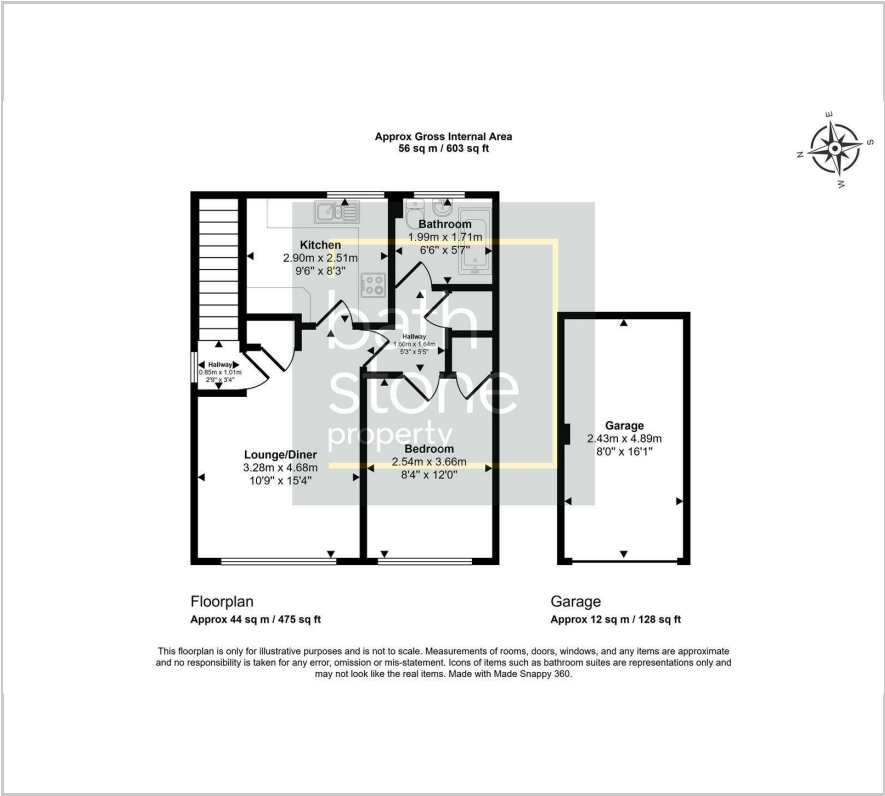 Approx Gross Internal Area
56 sq m / 603 sq ft
E
N
S
W
Kitchen
2.90m x 2.51m
9'6" x 8'3"
Bathroom
1.99m x 1.71m
6'6" x 5'7"
Hallway
1.60m x 1.64m
5'3" x 5'5"
Hallway
0.85m x 1.01m
2'9" x 3'4"
bath
stone
property
Lounge/Diner
3.28m x 4.68m
10'9" x 15'4"
Bedroom
2.54m x 3.66m
8'4" x 12'0"
Garage
2.43m x 4.89m
8'0" x 16'1"
Floorplan
Approx 44 sq m / 475 sq ft
Garage
Approx 12 sq m / 128 sq ft
This floorplan is only for illustrative purposes and is not to scale. Measurements of rooms, doors, windows, and any items are approximate
and no responsibility is taken for any error, omission or mis-statement. Icons of items such as bathroom suites are representations only and
may not look like the real items. Made with Made Snappy 360.